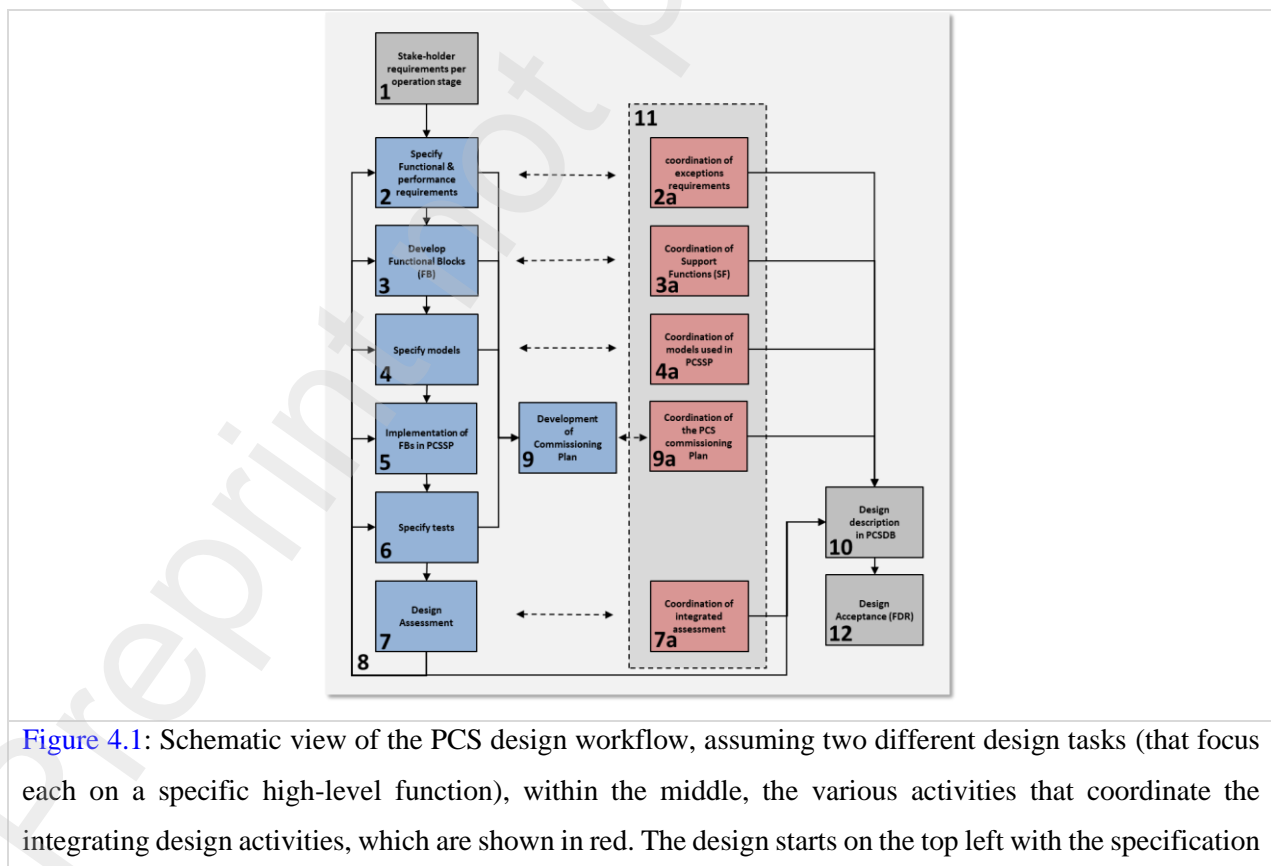 Stake-holder
requirements per
operation stage
1
11
Specify
Functional &
performance
requirements
2
coordination of
exceptions
requirements
2a
Develop
Functional Blocks
(FB)
3
Coordination of
Support
Functions (SF)
3a
Specify models
4
Coordination of
models used in
PCSSP
4a
Implementation of
FBs in PCSSP
5
Development
of
Commissioning
Plan
9
Coordination of
the PCS
commissioning
Plan
9a
Specify tests
6
Design
description
in PCSDB
10
Design
Assessment
7
Coordination of
integrated
assessment
7a
Design
Acceptance (FDR)
12
8
Preprint not p
Figure 4.1: Schematic view of the PCS design workflow, assuming two different design tasks (that focus
each on a specific high-level function), within the middle, the various activities that coordinate the
integrating design activities, which are shown in red. The design starts on the top left with the specification